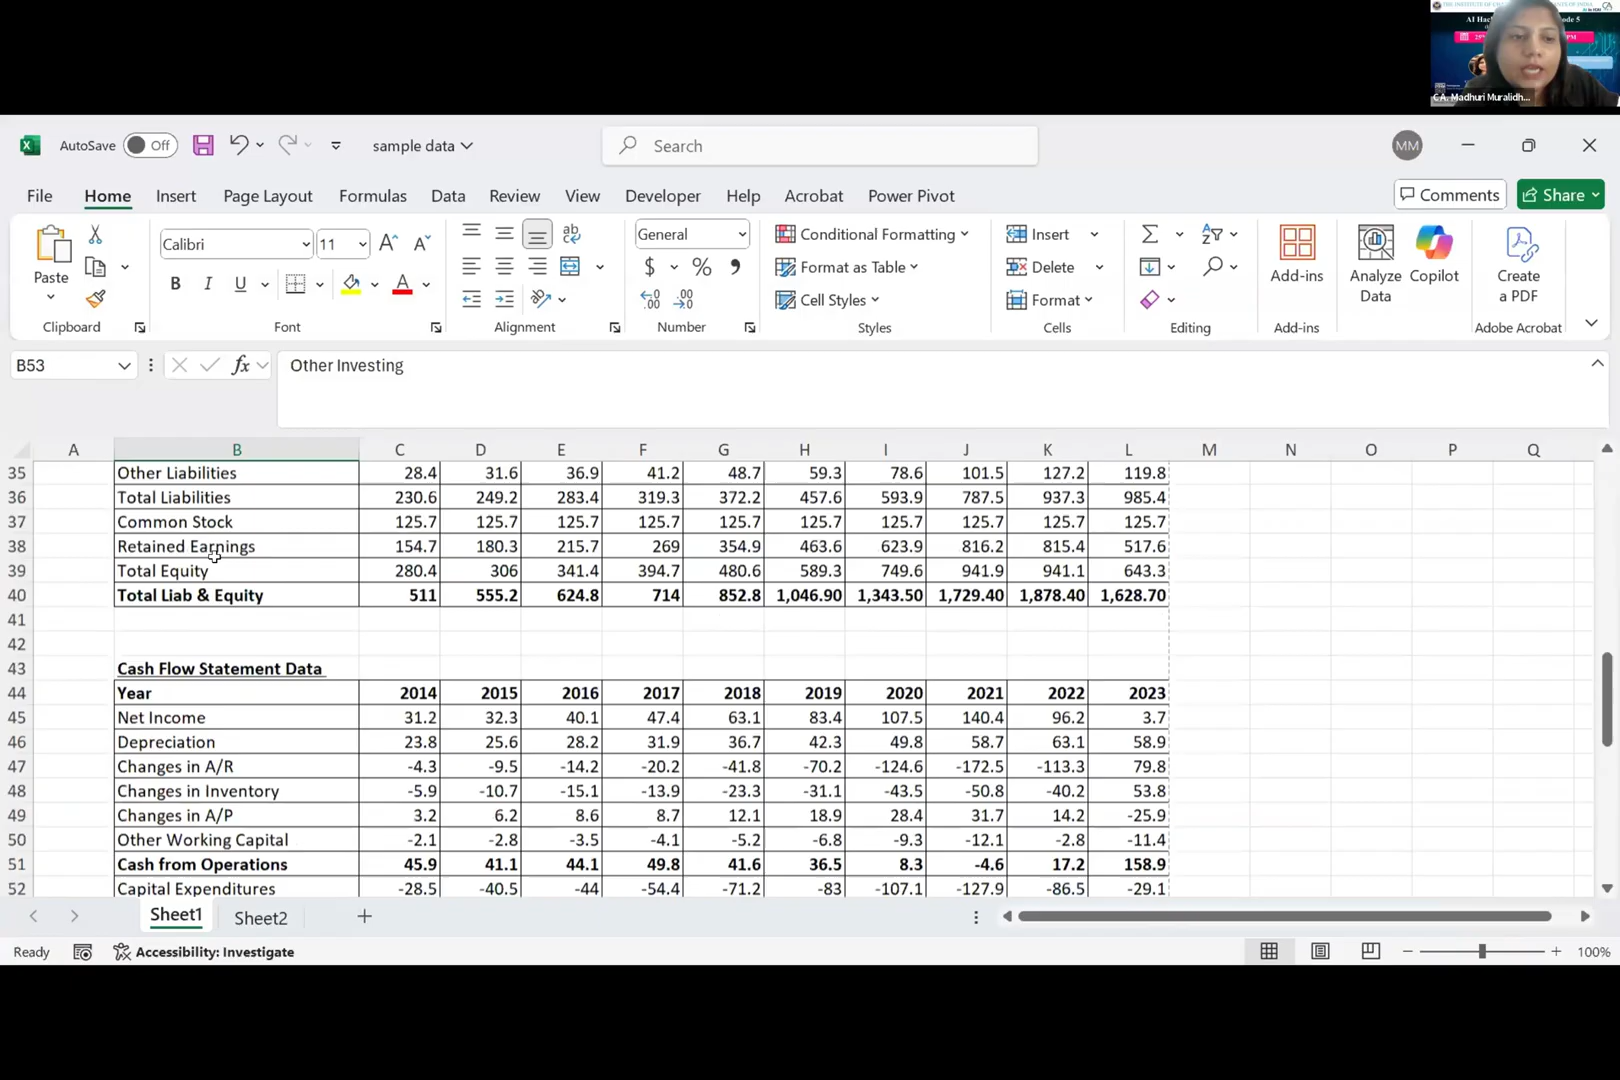 CA. Madhuri Muralidh...
AutoSave Off sample data Search MM
File Home Insert Page Layout Formulas Data Review View Developer Help Acrobat Power Pivot Comments Share
Paste Calibri 11 General Conditional Formatting Insert Add-ins Analyze Data Copilot Create a PDF
Format as Table Delete
B I U Cell Styles Format
Clipboard Font Alignment Number Styles Cells Editing Add-ins Adobe Acrobat
B53 fx Other Investing
A B C D E F G H I J K L M N O P Q
35 Other Liabilities 28.4 31.6 36.9 41.2 48.7 59.3 78.6 101.5 127.2 119.8
36 Total Liabilities 230.6 249.2 283.4 319.3 372.2 457.6 593.9 787.5 937.3 985.4
37 Common Stock 125.7 125.7 125.7 125.7 125.7 125.7 125.7 125.7 125.7 125.7
38 Retained Earnings 154.7 180.3 215.7 269 354.9 463.6 623.9 816.2 815.4 517.6
39 Total Equity 280.4 306 341.4 394.7 480.6 589.3 749.6 941.9 941.1 643.3
40 Total Liab & Equity 511 555.2 624.8 714 852.8 1,046.90 1,343.50 1,729.40 1,878.40 1,628.70
41
42
43 Cash Flow Statement Data
44 Year 2014 2015 2016 2017 2018 2019 2020 2021 2022 2023
45 Net Income 31.2 32.3 40.1 47.4 63.1 83.4 107.5 140.4 96.2 3.7
46 Depreciation 23.8 25.6 28.2 31.9 36.7 42.3 49.8 58.7 63.1 58.9
47 Changes in A/R -4.3 -9.5 -14.2 -20.2 -41.8 -70.2 -124.6 -172.5 -113.3 79.8
48 Changes in Inventory -5.9 -10.7 -15.1 -13.9 -23.3 -31.1 -43.5 -50.8 -40.2 53.8
49 Changes in A/P 3.2 6.2 8.6 8.7 12.1 18.9 28.4 31.7 14.2 -25.9
50 Other Working Capital -2.1 -2.8 -3.5 -4.1 -5.2 -6.8 -9.3 -12.1 -2.8 -11.4
51 Cash from Operations 45.9 41.1 44.1 49.8 41.6 36.5 8.3 -4.6 17.2 158.9
52 Capital Expenditures -28.5 -40.5 -44 -54.4 -71.2 -83 -107.1 -127.9 -86.5 -29.1
Sheet1 Sheet2
Ready Accessibility: Investigate 100%